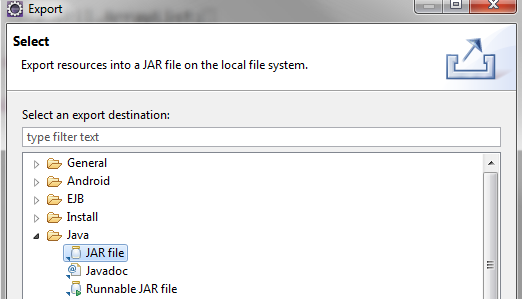 Export
Select
Export resources into a JAR file on the local file system.
Select an export destination:
type filter text
General
Android
EJB
Install
Java
JAR file
Javadoc
Runnable JAR file